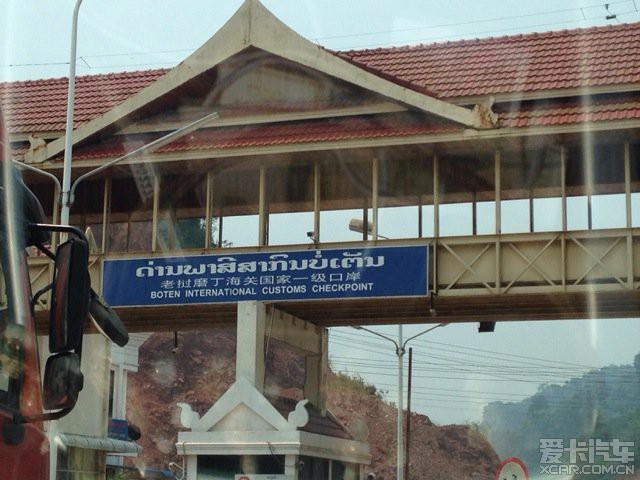 ດ່ານພາສີສາກົນບໍ່ເຕັນ
老挝磨丁海关国家一级口岸
BOTEN INTERNATIONAL CUSTOMS CHECKPOINT
爱卡汽车
XCAR.COM.CN